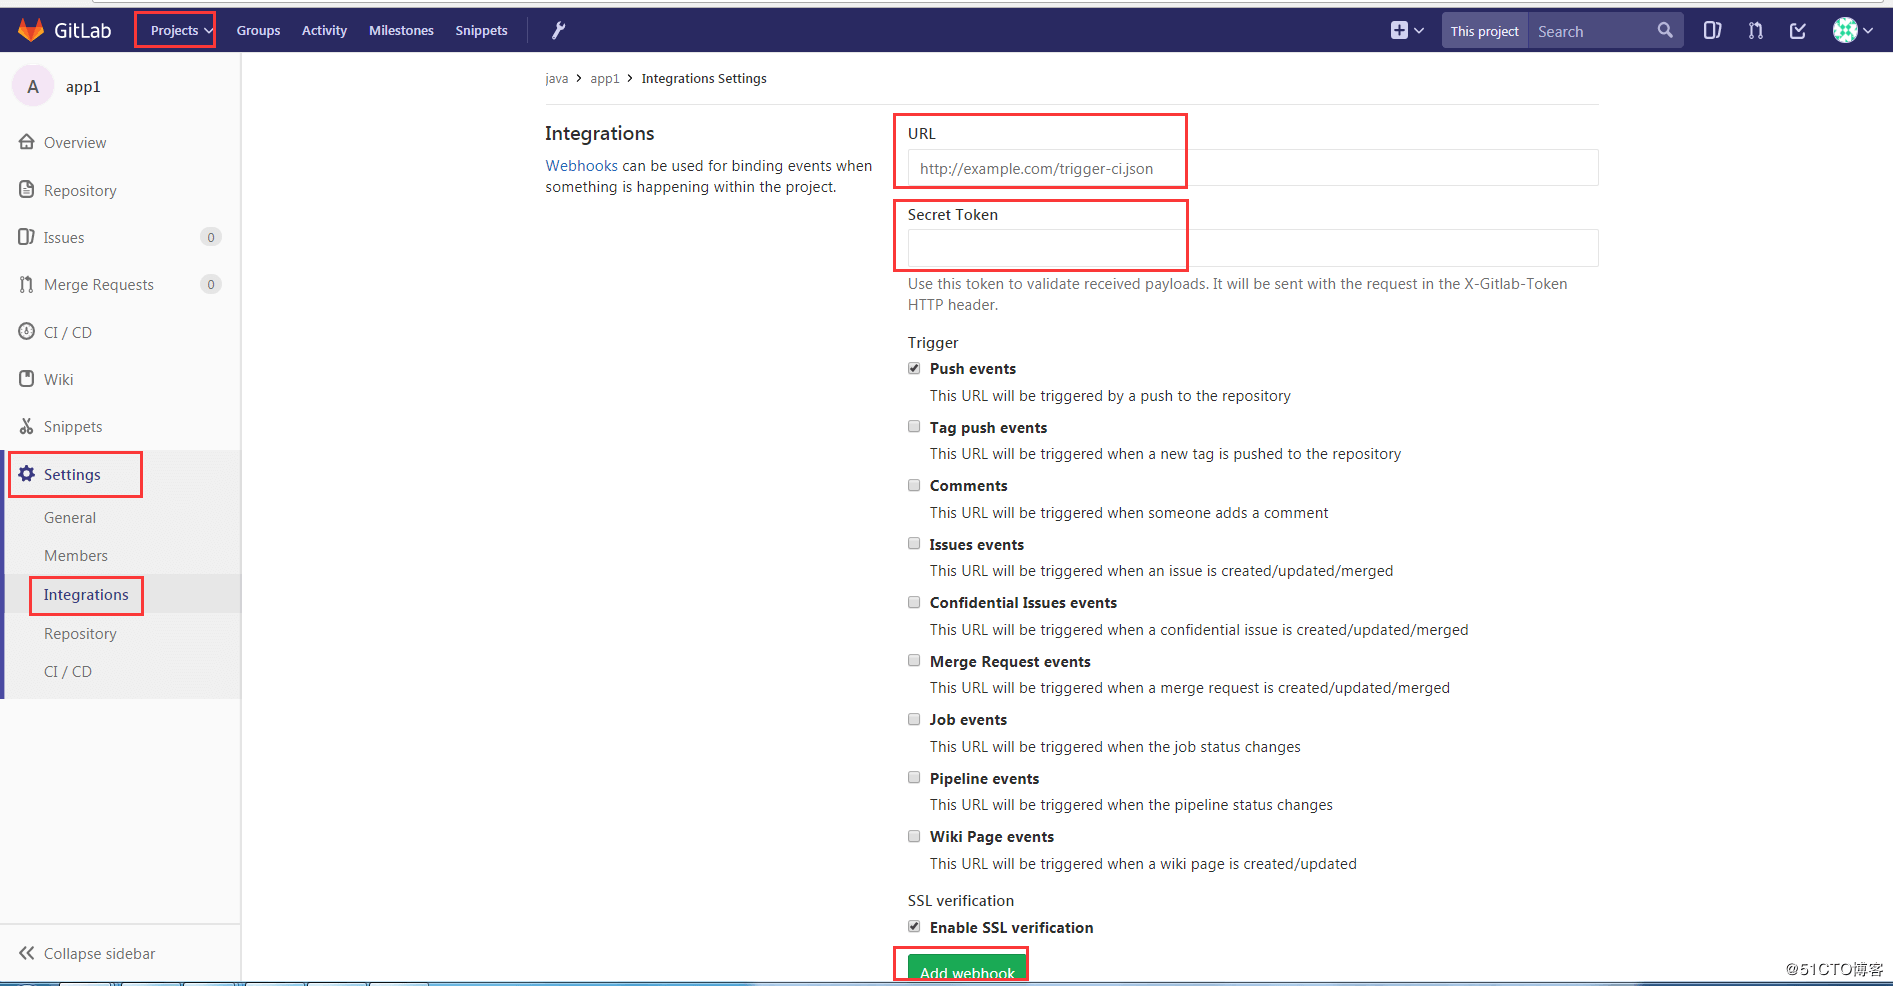 GitLab Projects Groups Activity Milestones Snippets This project Search
A app1
Overview
Repository
Issues 0
Merge Requests 0
CI / CD
Wiki
Snippets
Settings
General
Members
Integrations
Repository
CI / CD
Collapse sidebar
java > app1 > Integrations Settings
Integrations
Webhooks can be used for binding events when
something is happening within the project.
URL
http://example.com/trigger-ci.json
Secret Token
Use this token to validate received payloads. It will be sent with the request in the X-Gitlab-Token
HTTP header.
Trigger
Push events
This URL will be triggered by a push to the repository
Tag push events
This URL will be triggered when a new tag is pushed to the repository
Comments
This URL will be triggered when someone adds a comment
Issues events
This URL will be triggered when an issue is created/updated/merged
Confidential Issues events
This URL will be triggered when a confidential issue is created/updated/merged
Merge Request events
This URL will be triggered when a merge request is created/updated/merged
Job events
This URL will be triggered when the job status changes
Pipeline events
This URL will be triggered when the pipeline status changes
Wiki Page events
This URL will be triggered when a wiki page is created/updated
SSL verification
Enable SSL verification
Add webhook
@51CTO博客